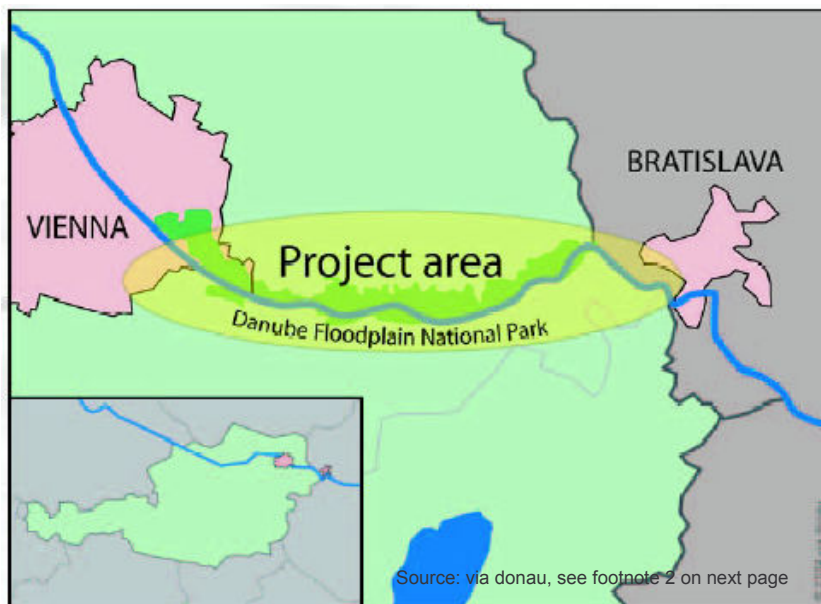 BRATISLAVA
VIENNA
Project area
Danube Floodplain National Park
Source: via donau, see footnote 2 on next page